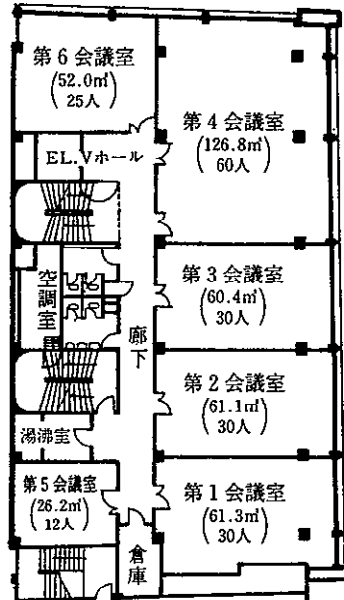 第6会議室
(52.0㎡)
25人
EL.Vホール
第4会議室
(126.8㎡)
60人
空調室
第3会議室
(60.4㎡)
30人
廊下
第2会議室
(61.1㎡)
30人
湯沸室
第5会議室
(26.2㎡)
12人
第1会議室
(61.3㎡)
30人
倉庫